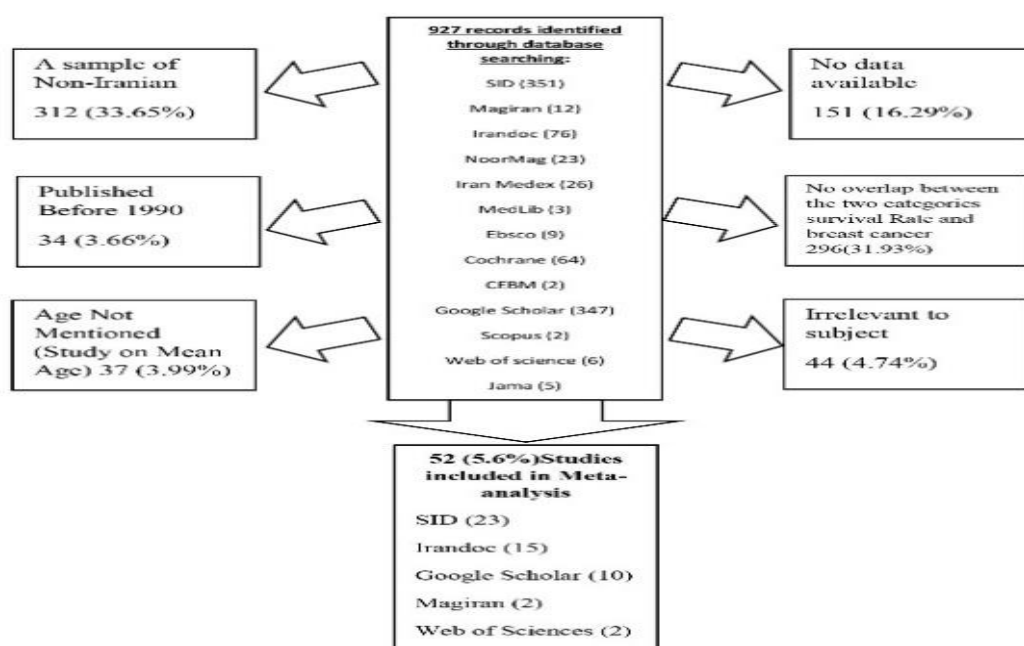 927 records identified
through database
searching:
SID (351)
Magiran (12)
Irandoc (76)
NoorMag (23)
Iran Medex (26)
MedLib (3)
Ebsco (9)
Cochrane (64)
CEBM (2)
Google Scholar (347)
Scopus (2)
Web of science (6)
Jama (5)
A sample of
Non-Iranian
312 (33.65%)
Published
Before 1990
34 (3.66%)
Age Not
Mentioned
(Study on Mean
Age) 37 (3.99%)
No data
available
151 (16.29%)
No overlap between
the two categories
survival Rate and
breast cancer
296(31.93%)
Irrelevant to
subject
44 (4.74%)
52 (5.6%)Studies
included in Meta-
analysis
SID (23)
Irandoc (15)
Google Scholar (10)
Magiran (2)
Web of Sciences (2)